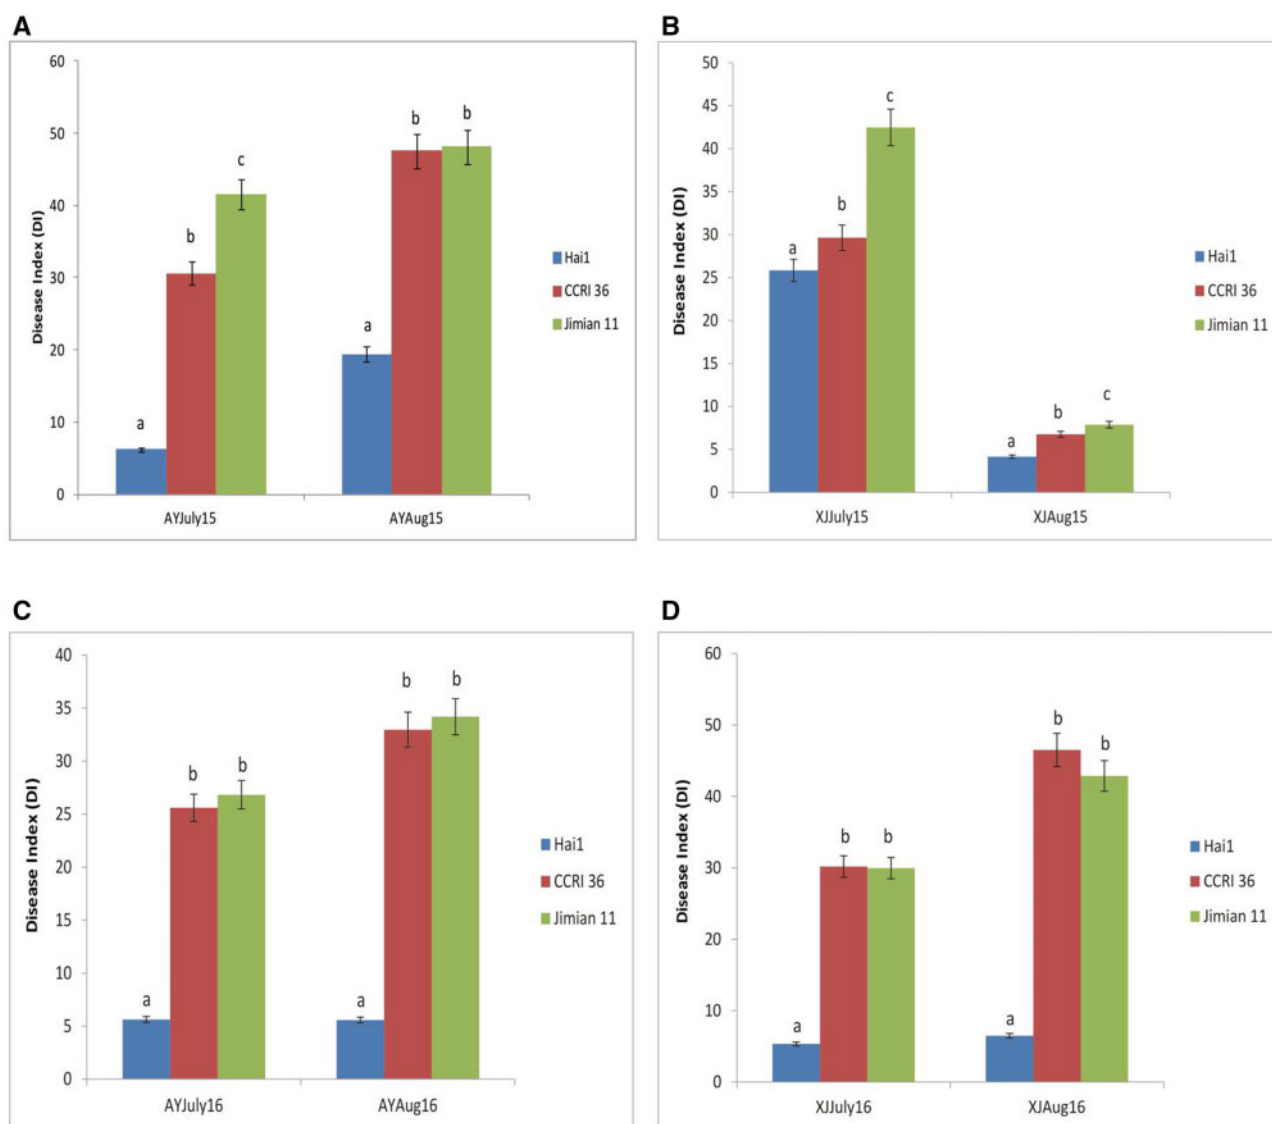 A
Disease Index (DI)
60
50
40
30
20
10
0
a
b
c
a
b
b
AYJuly15
AYAug15
Hai1
CCRI 36
Jimian 11
B
Disease Index (DI)
50
45
40
35
30
25
20
15
10
5
0
a
b
c
a
b
c
XJJuly15
XJAug15
Hai1
CCRI 36
Jimian 11
C
Disease Index (DI)
40
35
30
25
20
15
10
5
0
a
b
b
a
b
b
AYJuly16
AYAug16
Hai1
CCRI 36
Jimian 11
D
Disease Index (DI)
60
50
40
30
20
10
0
a
b
b
a
b
b
XJJuly16
XJAug16
Hai1
CCRI 36
Jimian 11